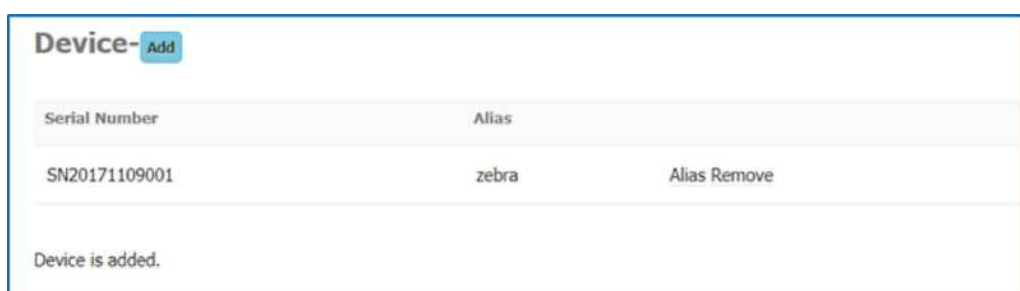 Device- Add
Serial Number Alias
SN20171109001 zebra Alias Remove
Device is added.